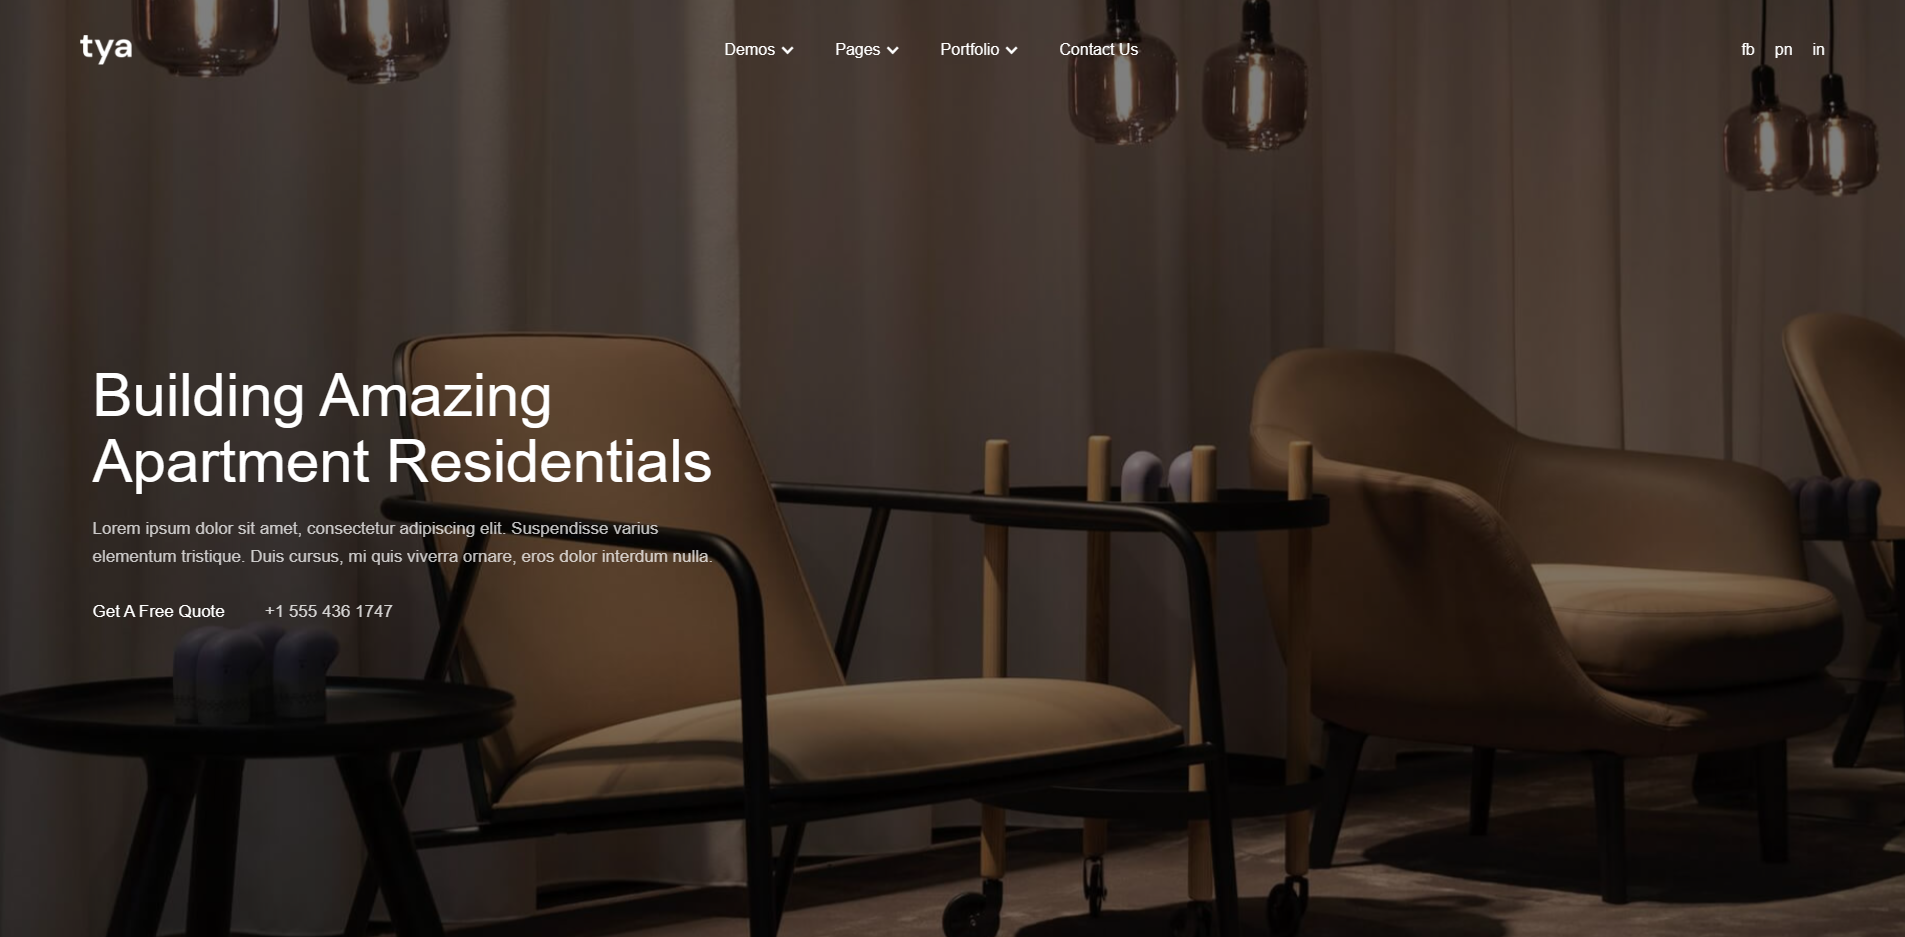 tya
Demos
Pages
Portfolio
Contact Us
fb
pn
in
Building Amazing
Apartment Residentials
Lorem ipsum dolor sit amet, consectetur adipiscing elit. Suspendisse varius
elementum tristique. Duis cursus, mi quis viverra ornare, eros dolor interdum nulla.
Get A Free Quote
+1 555 436 1747